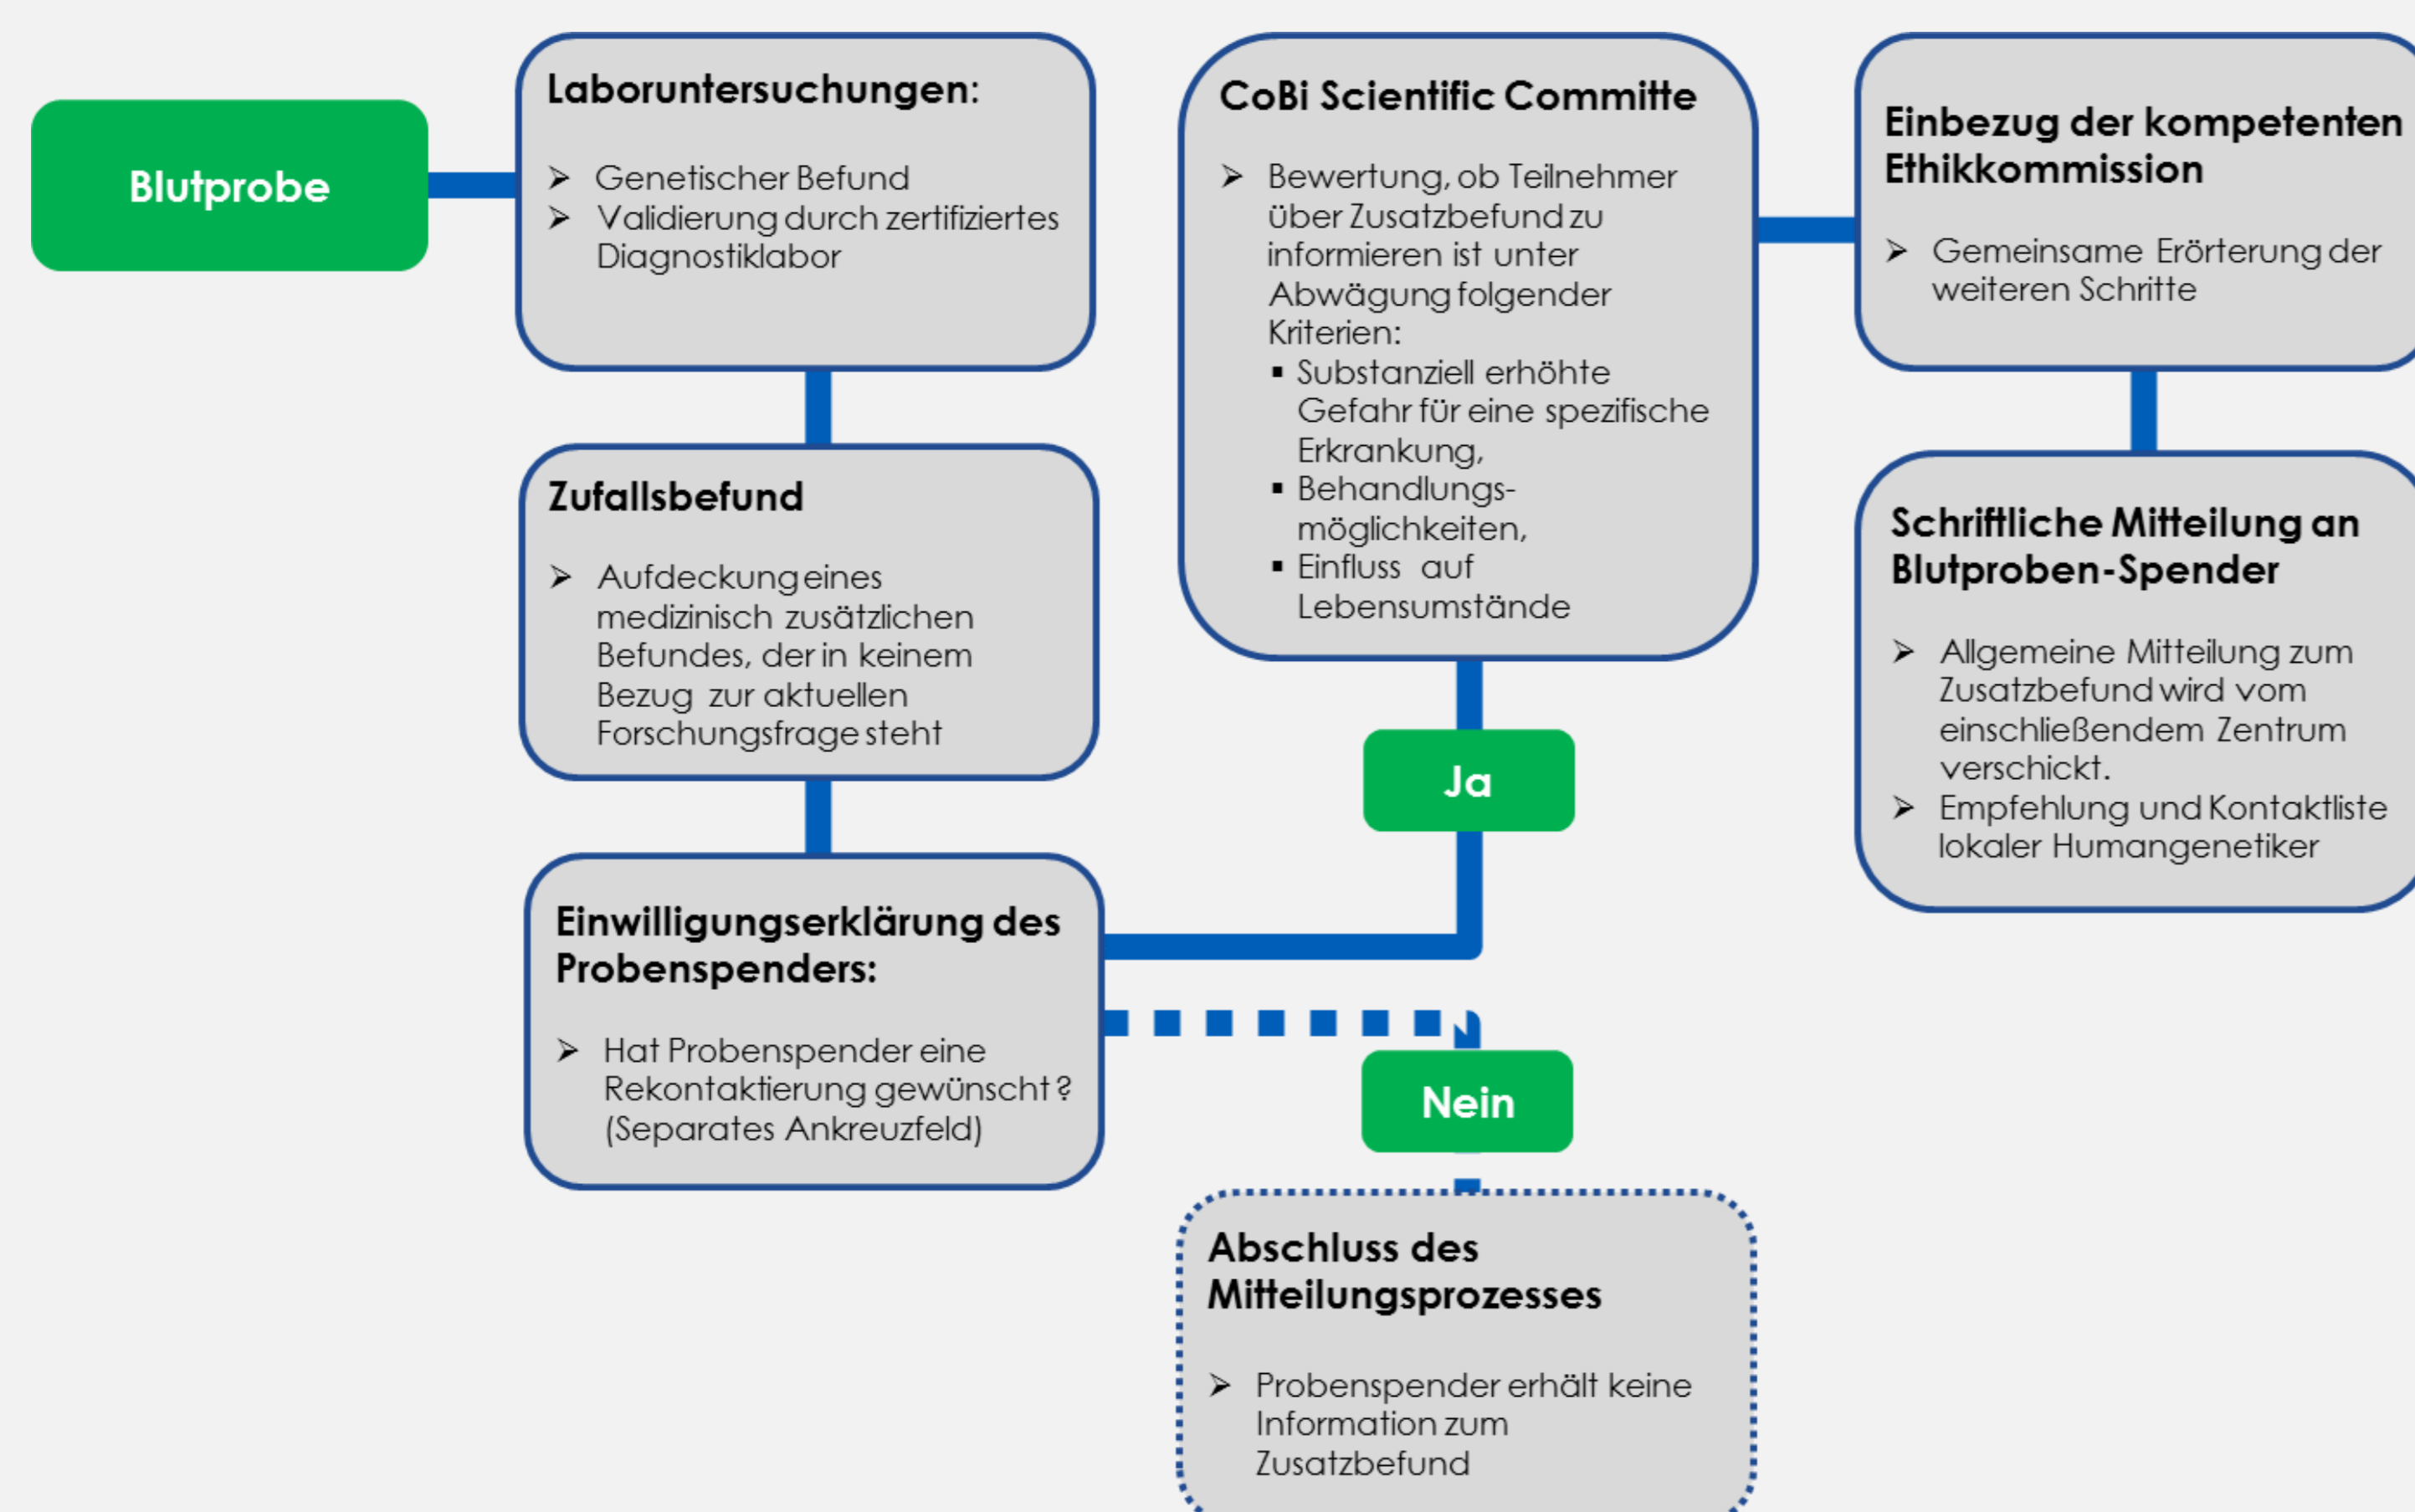 Blutprobe
Laboruntersuchungen:
➢ Genetischer Befund
➢ Validierung durch zertifiziertes
Diagnostiklabor
Zufallsbefund
➢ Aufdeckung eines
medizinisch zusätzlichen
Befundes, der in keinem
Bezug zur aktuellen
Forschungsfrage steht
Einwilligungserklärung des
Probenspenders:
➢ Hat Probenspender eine
Rekontaktierung gewünscht?
(Separates Ankreuzfeld)
CoBi Scientific Committe
➢ Bewertung, ob Teilnehmer
über Zusatzbefund zu
informieren ist unter
Abwägung folgender
Kriterien:
▪ Substanziell erhöhte
Gefahr für eine spezifische
Erkrankung,
▪ Behandlungs-
möglichkeiten,
▪ Einfluss auf
Lebensumstände
Ja
Nein
Abschluss des
Mitteilungsprozesses
➢ Probenspender erhält keine
Information zum
Zusatzbefund
Einbezug der kompetenten
Ethikkommission
➢ Gemeinsame Erörterung der
weiteren Schritte
Schriftliche Mitteilung an
Blutproben-Spender
➢ Allgemeine Mitteilung zum
Zusatzbefund wird vom
einschließendem Zentrum
verschickt.
➢ Empfehlung und Kontaktliste
lokaler Humangenetiker